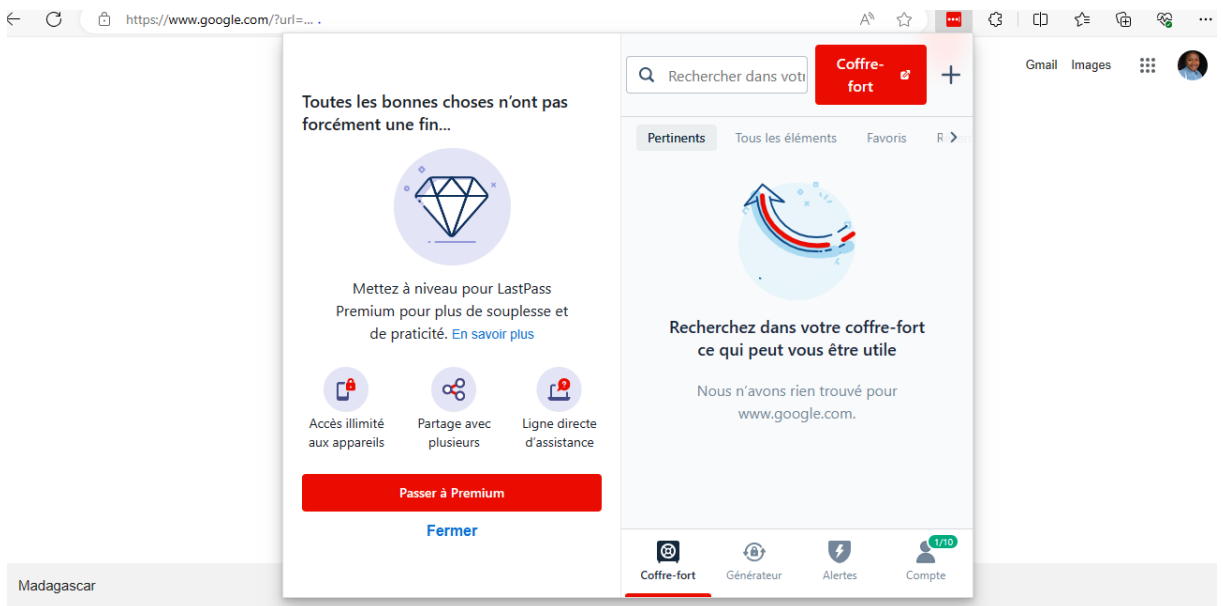 https://www.google.com/?url=... .
Gmail Images
Toutes les bonnes choses n'ont pas
forcément une fin...
Mettez à niveau pour LastPass
Premium pour plus de souplesse et
de praticité. En savoir plus
Accès illimité
aux appareils
Partage avec
plusieurs
Ligne directe
d'assistance
Passer à Premium
Fermer
Rechercher dans votr
Coffre-
fort
Pertinents Tous les éléments Favoris
Recherchez dans votre coffre-fort
ce qui peut vous être utile
Nous n'avons rien trouvé pour
www.google.com.
Coffre-fort Générateur Alertes 1/10 Compte
Madagascar